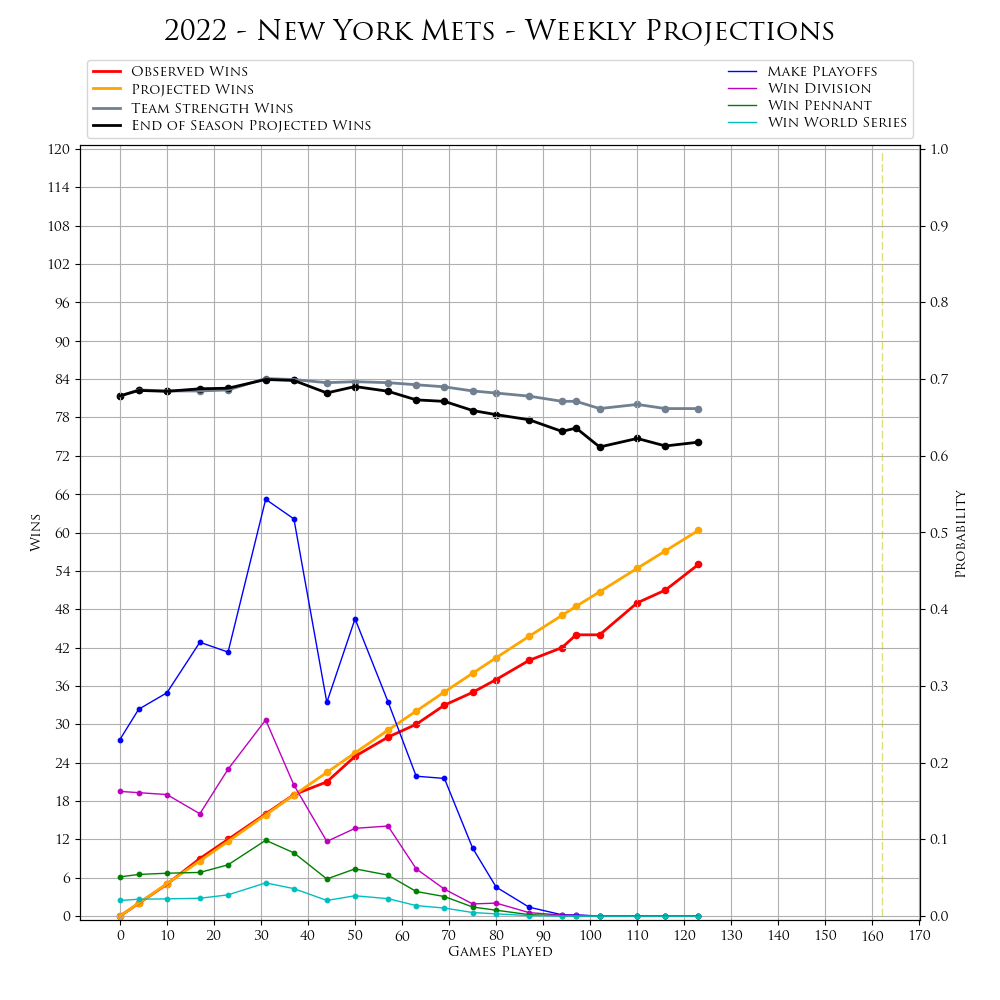 2022 - New York Mets - Weekly Projections
Observed Wins
Projected Wins
Team Strength Wins
End of Season Projected Wins
Make Playoffs
Win Division
Win Pennant
Win World Series
120
114
108
102
96
90
84
78
72
66
60
54
48
42
36
30
24
18
12
6
0
Wins
1.0
0.9
0.8
0.7
0.6
0.5
0.4
0.3
0.2
0.1
0.0
Probability
0 10 20 30 40 50 60 70 80 90 100 110 120 130 140 150 160 170
Games Played